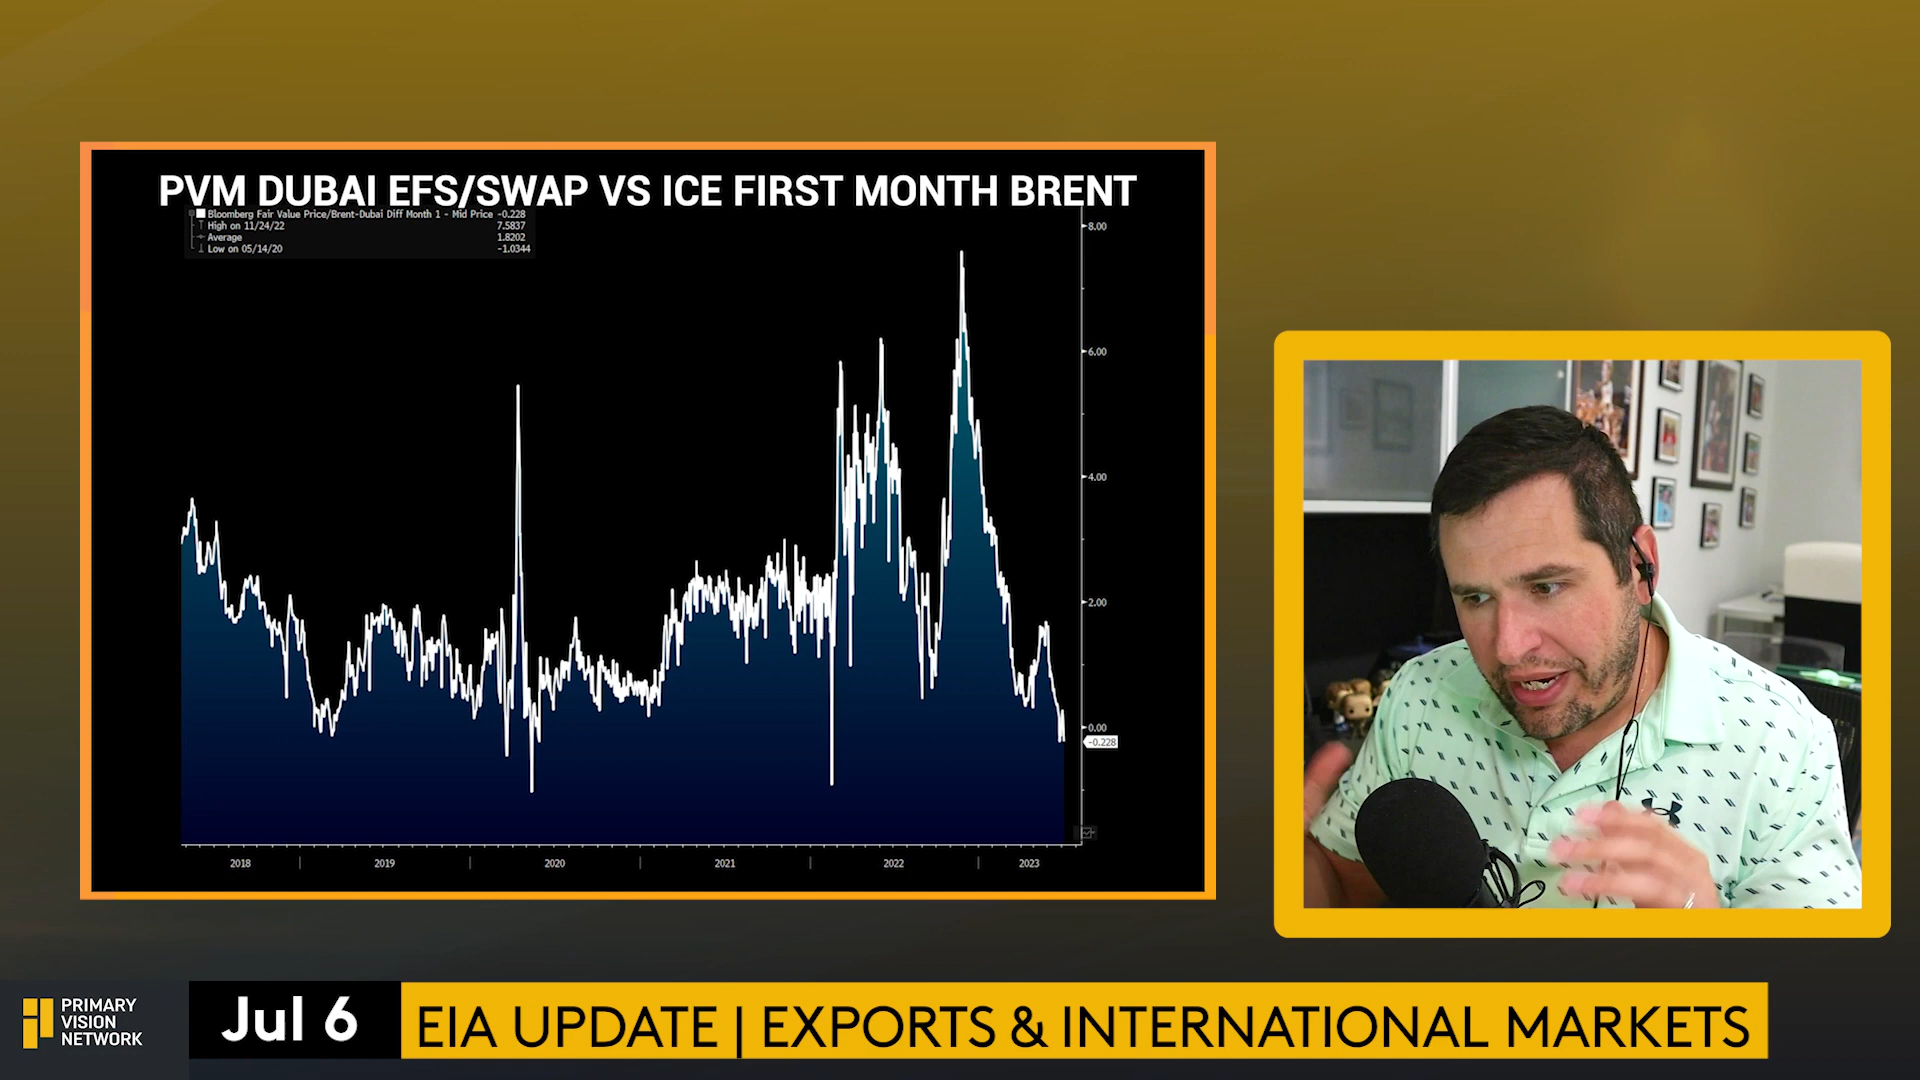 PVM DUBAI EFS/SWAP VS ICE FIRST MONTH BRENT
Bloomberg Fair Value Price/Brent-Dubai Diff Month 1 - Mid Price -0.228
High on 11/24/22 7.5837
Average 1.8202
Low on 05/14/20 -1.0344
8.00
6.00
4.00
2.00
0.00
-0.228
2018 2019 2020 2021 2022 2023
PRIMARY
VISION
NETWORK
Jul 6
EIA UPDATE | EXPORTS & INTERNATIONAL MARKETS